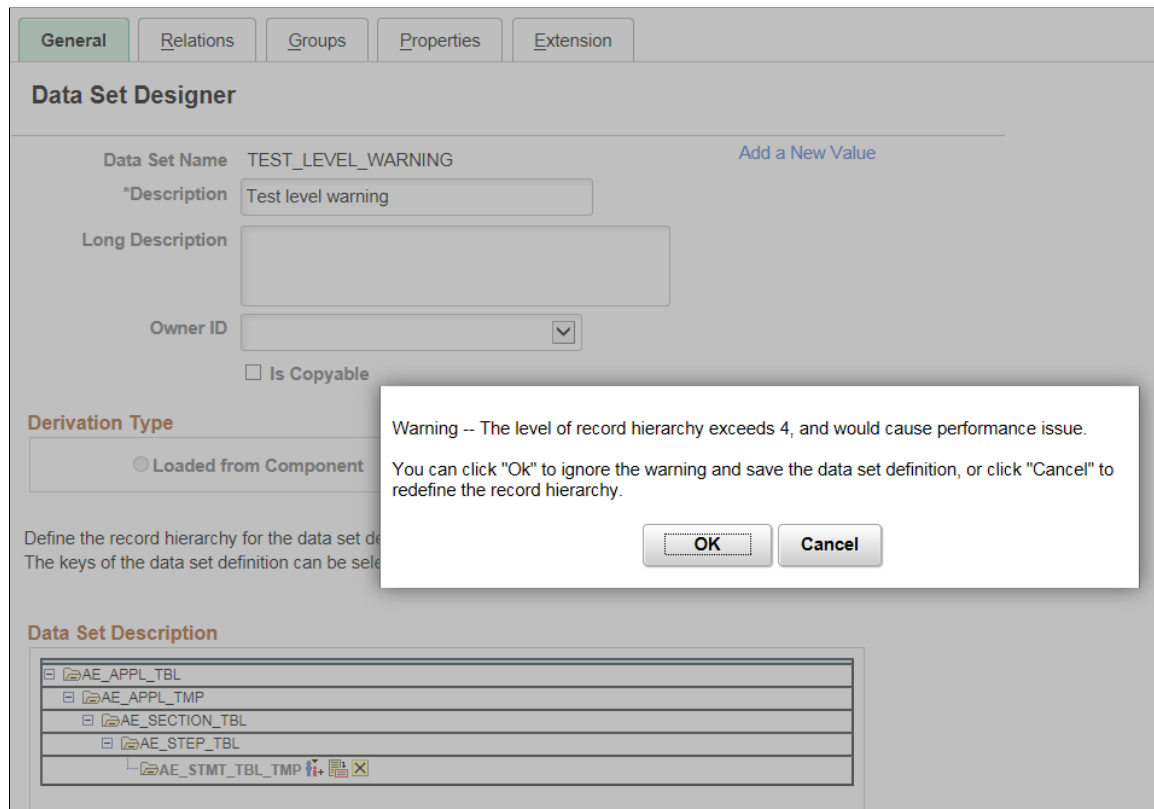 General Relations Groups Properties Extension
Data Set Designer
Data Set Name TEST_LEVEL_WARNING Add a New Value
*Description Test level warning
Long Description
Owner ID
Is Copyable
Derivation Type
Loaded from Component
Warning -- The level of record hierarchy exceeds 4, and would cause performance issue.
You can click "Ok" to ignore the warning and save the data set definition, or click "Cancel" to
redefine the record hierarchy.
OK Cancel
Define the record hierarchy for the data set
The keys of the data set definition can be
Data Set Description
AE_APPL_TBL
AE_APPL_TMP
AE_SECTION_TBL
AE_STEP_TBL
AE_STMT_TBL_TMP